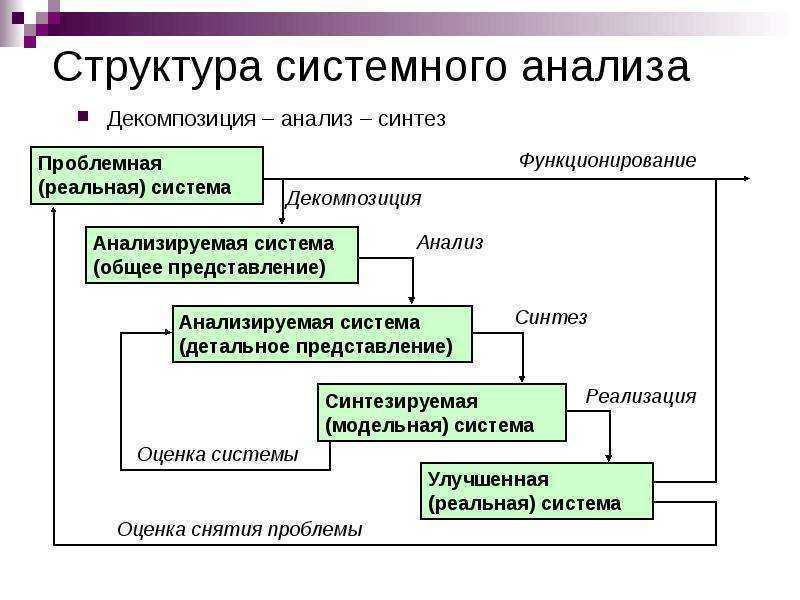 Структура системного анализа
Декомпозиция – анализ – синтез
Функционирование
Проблемная
(реальная) система
Декомпозиция
Анализируемая система
(общее представление)
Анализ
Анализируемая система
(детальное представление)
Синтез
Синтезируемая
(модельная) система
Реализация
Оценка системы
Улучшенная
(реальная) система
Оценка снятия проблемы